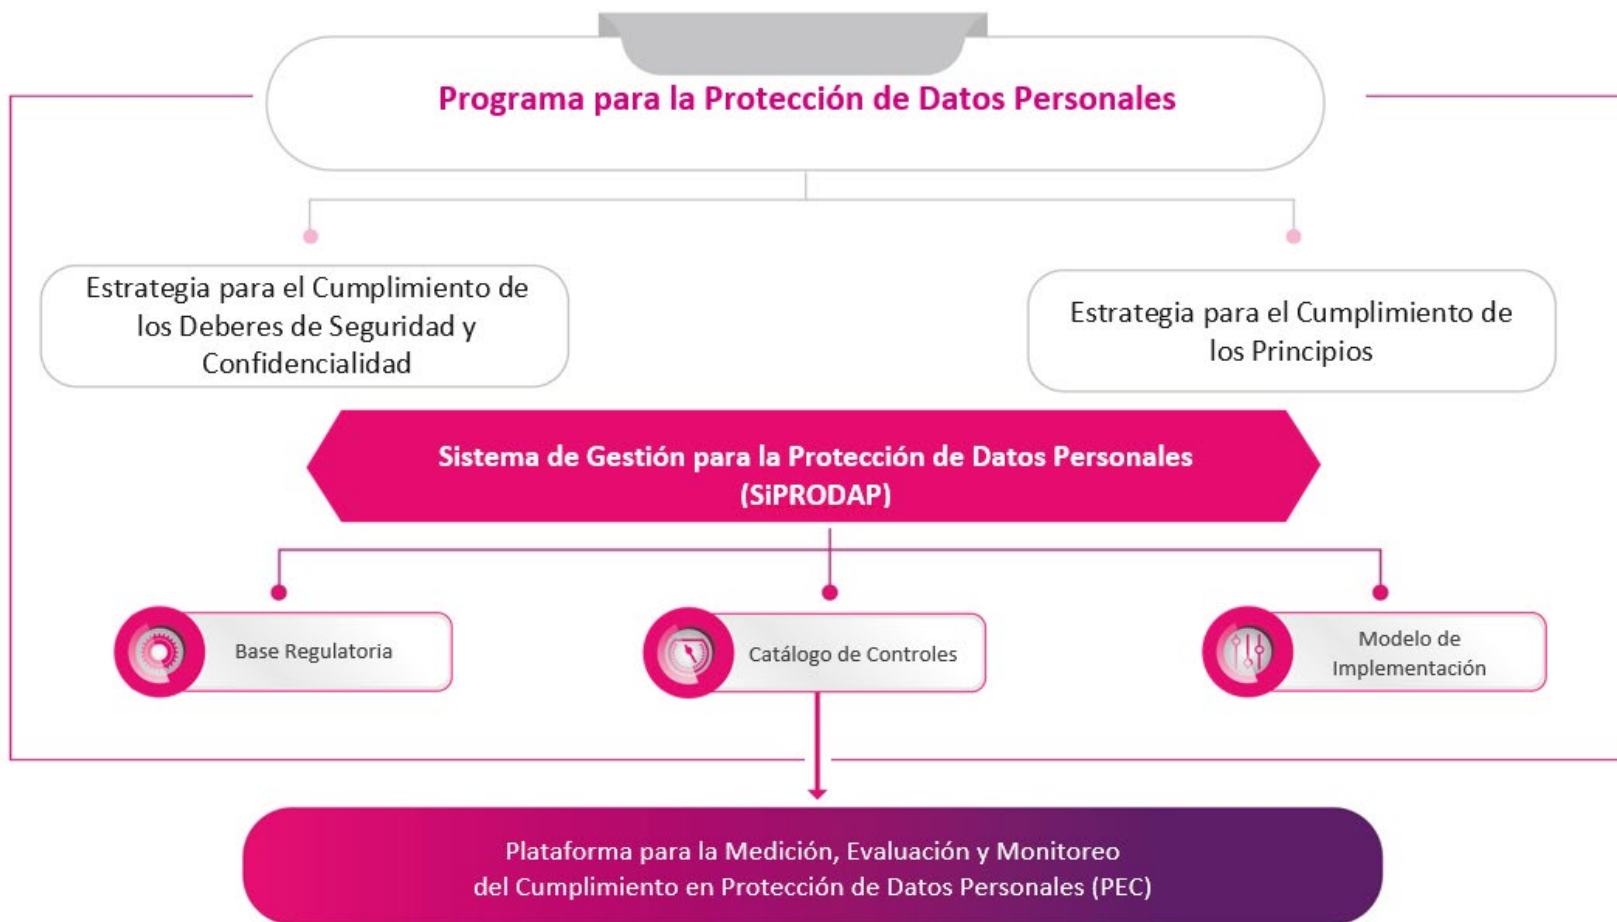 Programa para la Protección de Datos Personales
Estrategia para el Cumplimiento de
los Deberes de Seguridad y
Confidencialidad
Estrategia para el Cumplimiento de
los Principios
Sistema de Gestión para la Protección de Datos Personales
(SiPRODAP)
Base Regulatoria
Catálogo de Controles
Modelo de
Implementación
Plataforma para la Medición, Evaluación y Monitoreo
del Cumplimiento en Protección de Datos Personales (PEC)